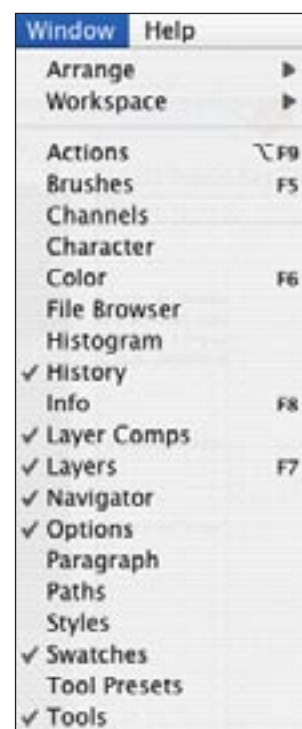 Window Help
Arrange ▶
Workspace ▶
Actions ⌥F9
Brushes F5
Channels
Character
Color F6
File Browser
Histogram
✓ History
Info F8
✓ Layer Comps
✓ Layers F7
✓ Navigator
✓ Options
Paragraph
Paths
Styles
✓ Swatches
Tool Presets
✓ Tools